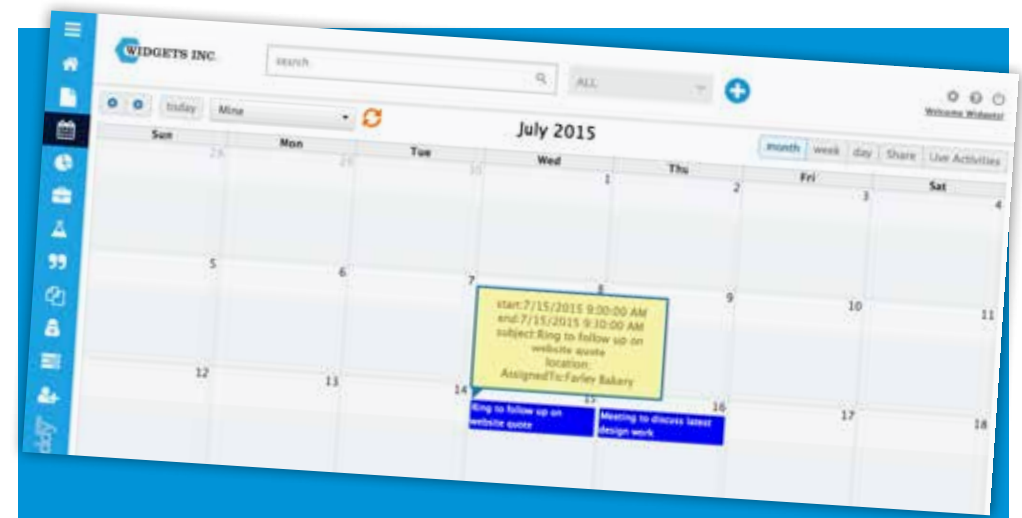 WIDGETS INC.
search
ALL
Welcome Widgets!
today
Mine
July 2015
month week day Share Live Activities
Sun Mon Tue Wed Thu Fri Sat
28 29 30 1 2 3 4
5 6 7 8 9 10 11
start:7/15/2015 9:00:00 AM
end:7/15/2015 9:30:00 AM
subject:Ring to follow up on
website quote
location:
AssignedTo:Farley Bakery
12 13 14 15 16 17 18
Ring to follow up on
website quote
Meeting to discuss latest
design work